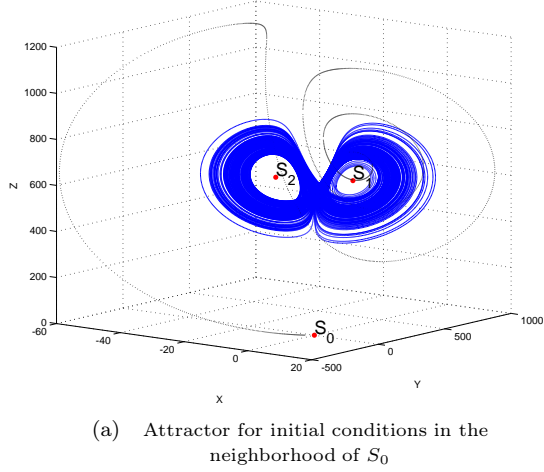 1200
1000
800
600
400
200
0
Z
-60
-40
-20
0
20
X
-500
0
500
1000
Y
S2
S1
S0
(a) Attractor for initial conditions in the
neighborhood of S0